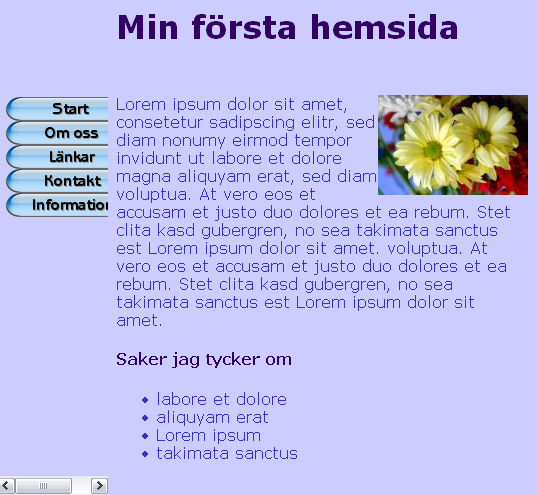 Min första hemsida
Start
Om oss
Länkar
Kontakt
Information
Lorem ipsum dolor sit amet,
consetetur sadipscing elitr, sed
diam nonumy eirmod tempor
invidunt ut labore et dolore
magna aliquyam erat, sed diam
voluptua. At vero eos et
accusam et justo duo dolores et ea rebum. Stet
clita kasd gubergren, no sea takimata sanctus
est Lorem ipsum dolor sit amet. voluptua. At
vero eos et accusam et justo duo dolores et ea
rebum. Stet clita kasd gubergren, no sea
takimata sanctus est Lorem ipsum dolor sit
amet.
Saker jag tycker om
• labore et dolore
• aliquyam erat
• Lorem ipsum
• takimata sanctus